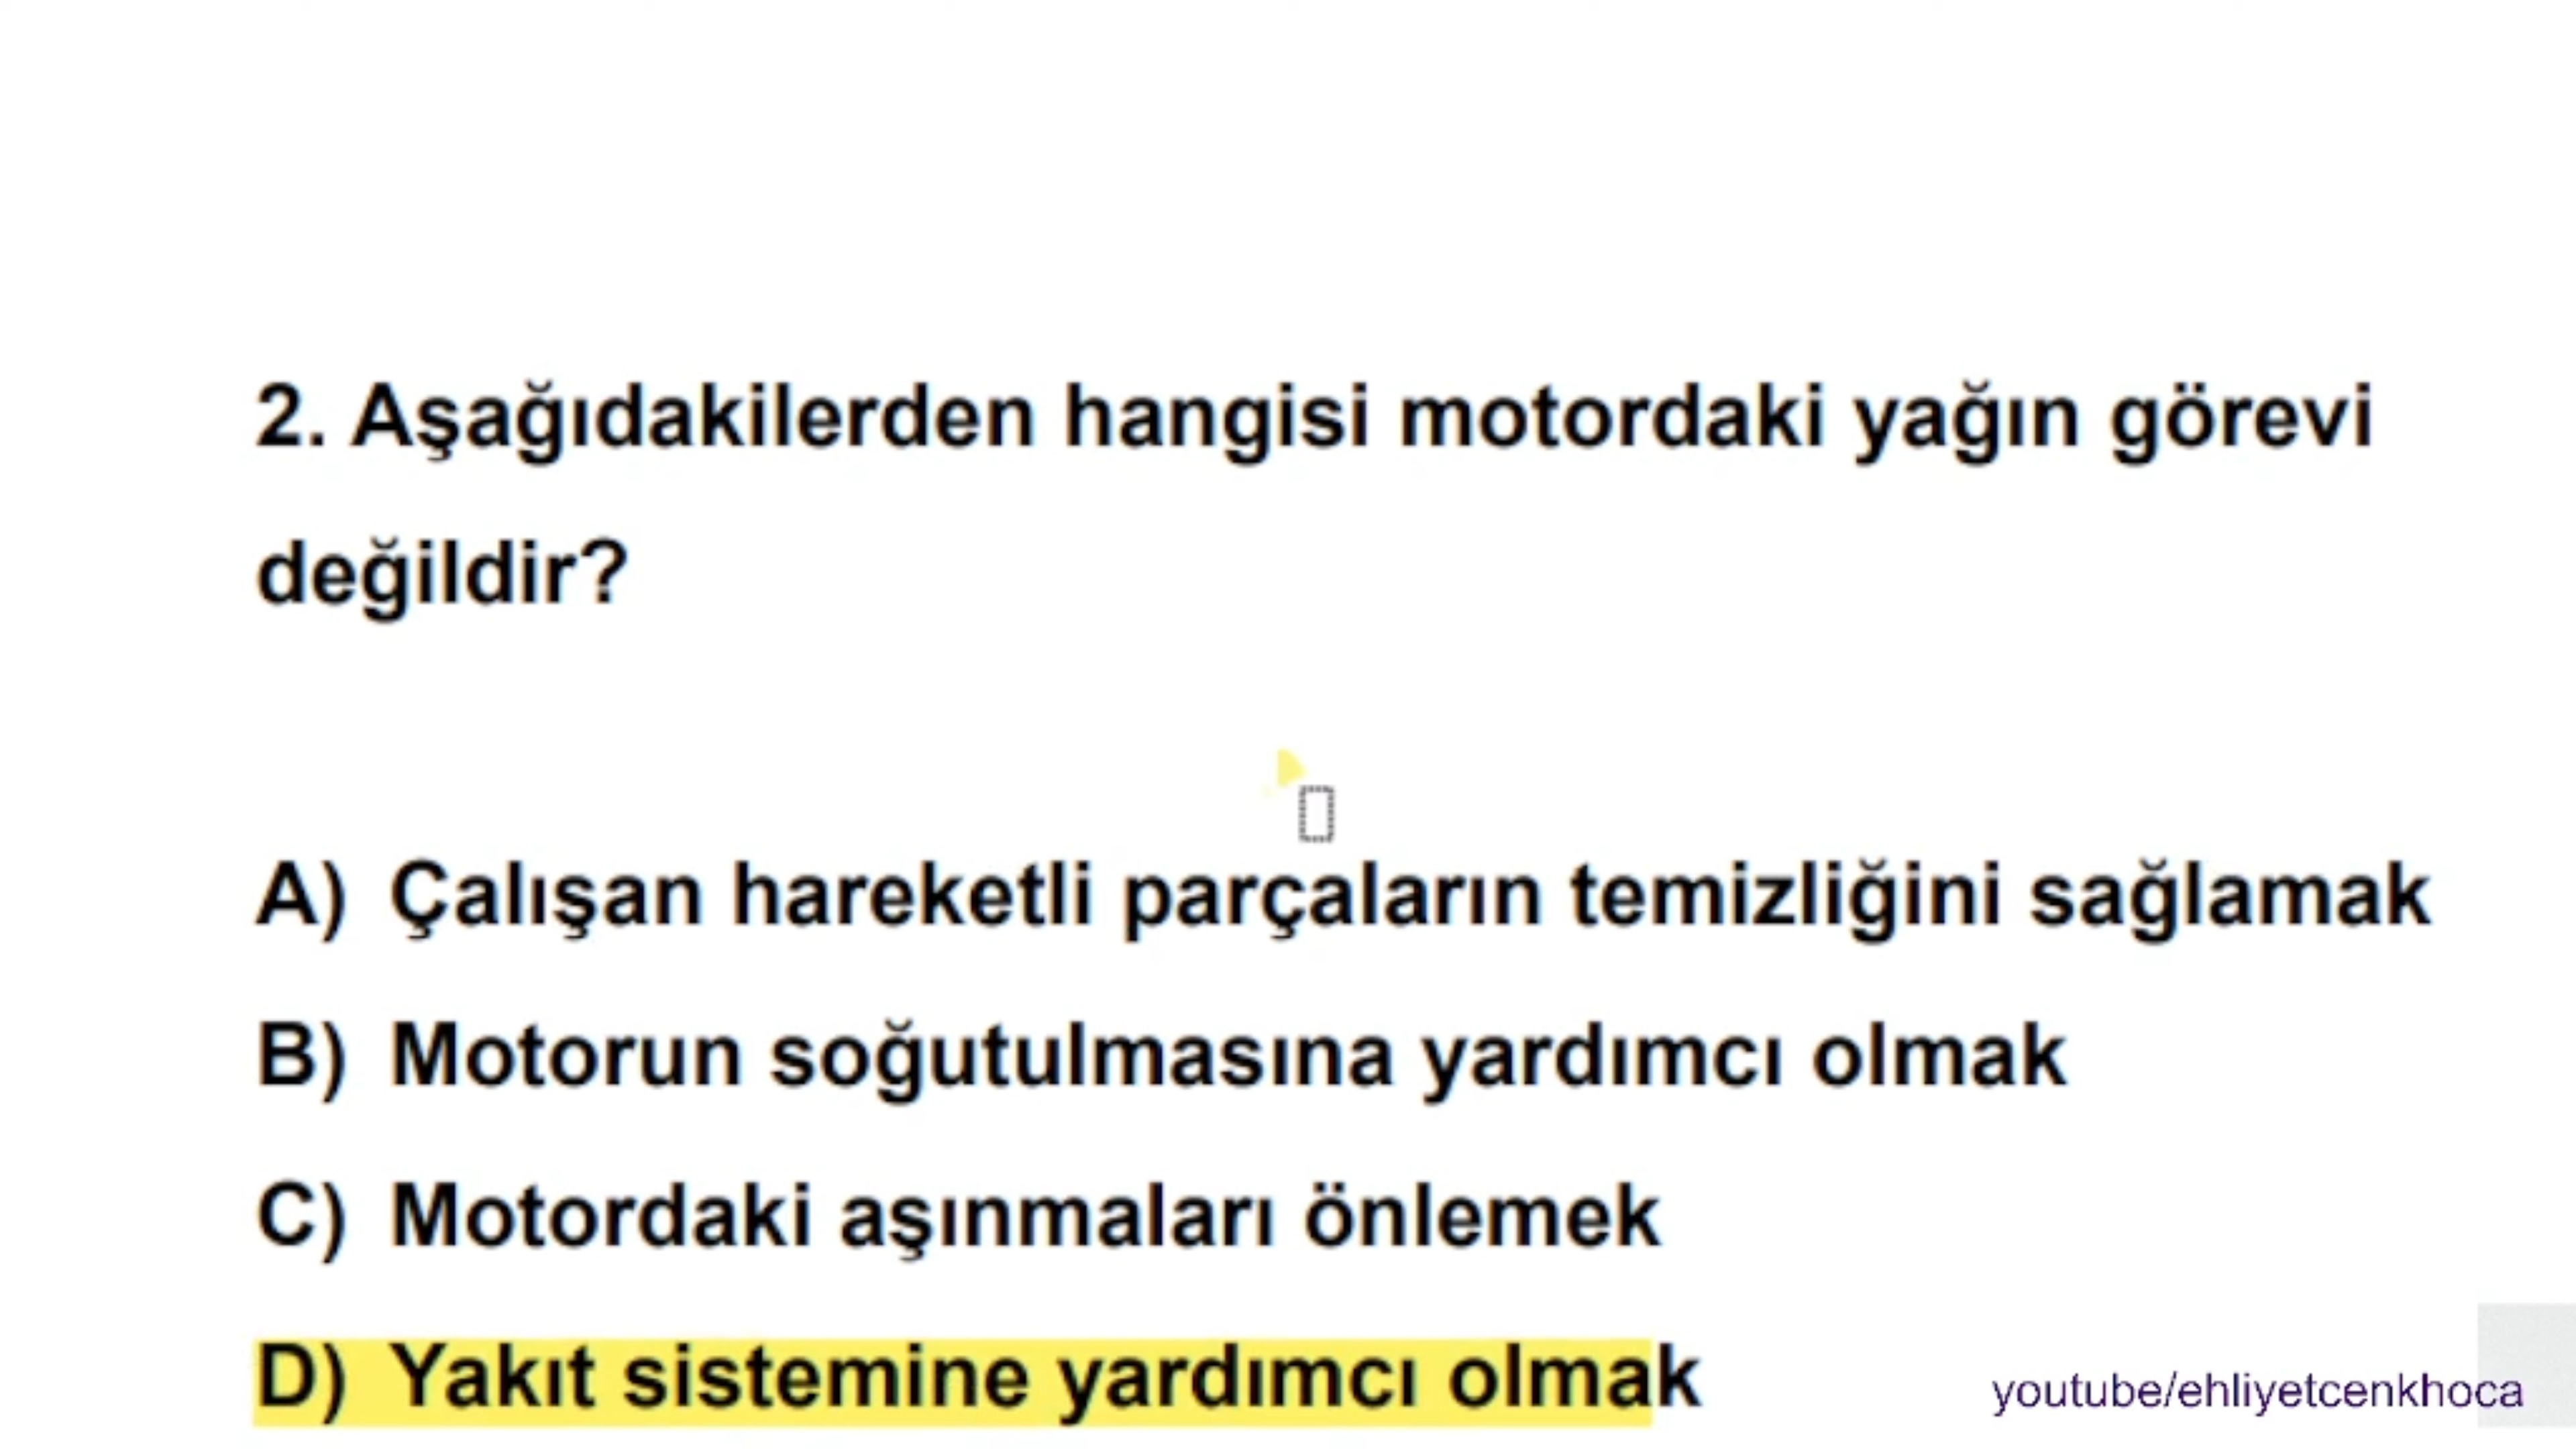 2. Aşağıdakilerden hangisi motordaki yağın görevi
değildir?
A) Çalışan hareketli parçaların temizliğini sağlamak
B) Motorun soğutulmasına yardımcı olmak
C) Motordaki aşınmaları önlemek
D) Yakıt sistemine yardımcı olmak
youtube/ehliyetcenkhoca